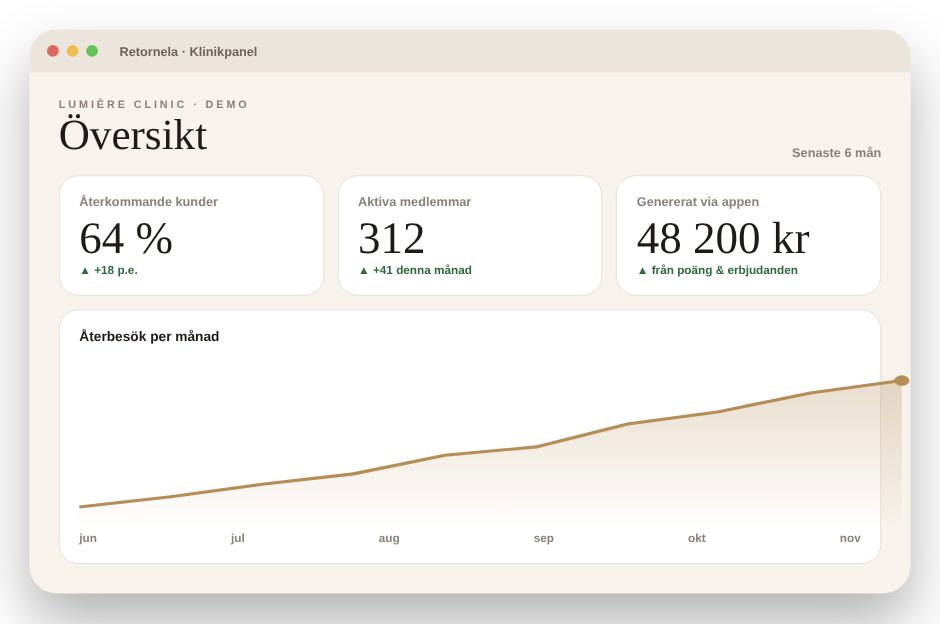 Retornela · Klinikpanel
LUMIÈRE CLINIC · DEMO
Översikt
Senaste 6 mån
Återkommande kunder
64 %
▲ +18 p.e.
Aktiva medlemmar
312
▲ +41 denna månad
Genererat via appen
48 200 kr
▲ från poäng & erbjudanden
Återbesök per månad
jun jul aug sep okt nov